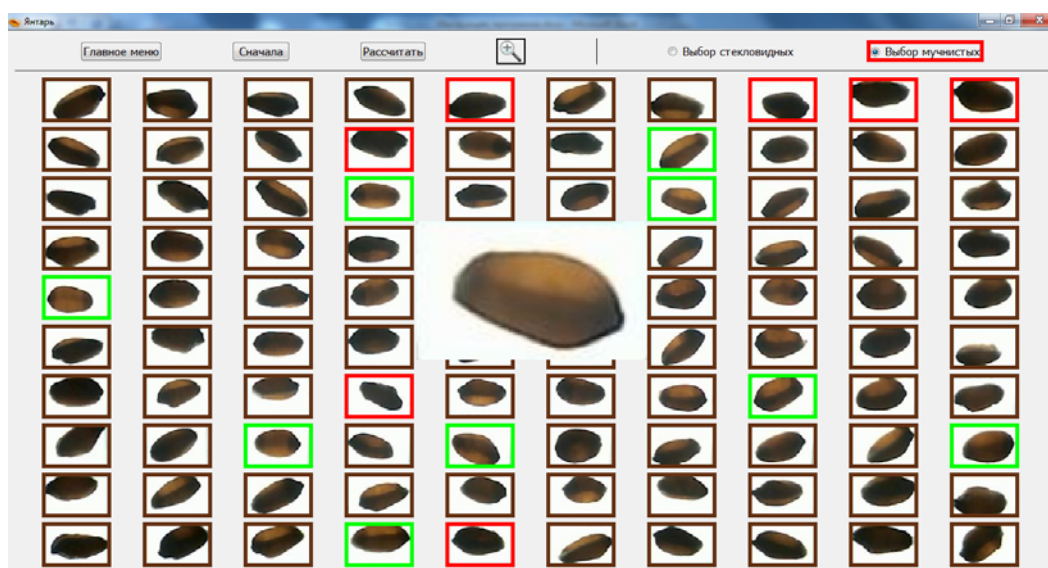 Янтарь
Главное меню Сначала Рассчитать Выбор стекловидных Выбор мучнистых